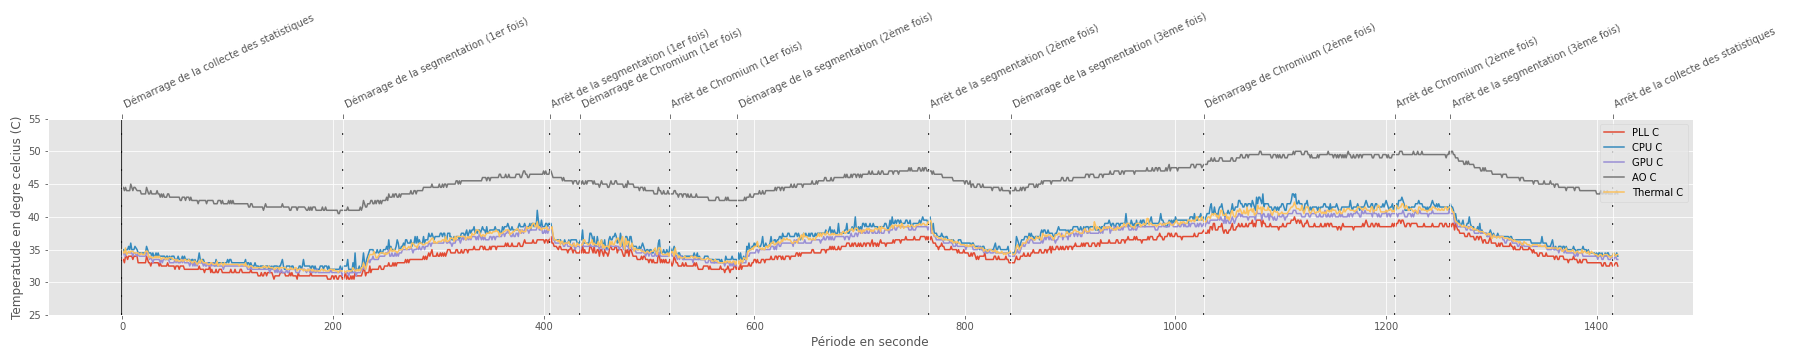 Démarrage de la collecte des statistiques
Démarage de la segmentation (1er fois)
Arrêt de la segmentation (1er fois)
Démarrage de Chromium (1er fois)
Arrêt de Chromium (1er fois)
Démarage de la segmentation (2ème fois)
Arrêt de la segmentation (2ème fois)
Démarage de la segmentation (3ème fois)
Démarrage de Chromium (2ème fois)
Arrêt de Chromium (2ème fois)
Arrêt de la segmentation (3ème fois)
Arrêt de la collecte des statistiques
Temperatude en degre celcius (C)
55
50
45
40
35
30
25
PLL C
CPU C
GPU C
AO C
Thermal C
0
200
400
600
800
1000
1200
1400
Période en seconde